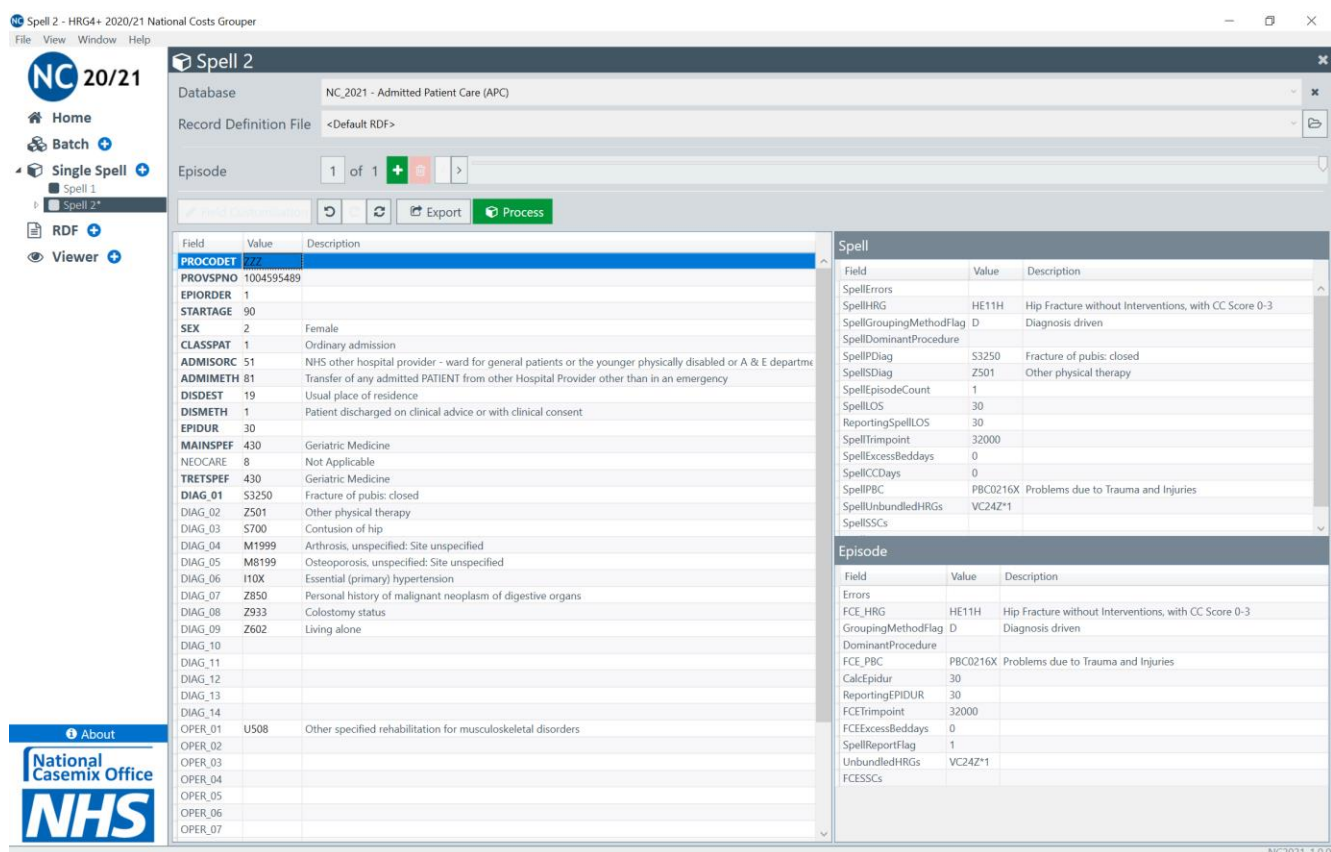 Spell 2 - HRG4+ 2020/21 National Costs Grouper
File View Window Help
NC 20/21
Home
Batch
Single Spell
Spell 1
Spell 2*
RDF
Viewer
Spell 2
Database NC_2021 - Admitted Patient Care (APC)
Record Definition File <Default RDF>
Episode 1 of 1
Export Process
Field Value Description
PROCODET ZZZ
PROVSPNO 1004595489
EPIORDER 1
STARTAGE 90
SEX 2 Female
CLASSPAT 1 Ordinary admission
ADMISORC 51 NHS other hospital provider - ward for general patients or the younger physically disabled or A & E departme
ADMIMETH 81 Transfer of any admitted PATIENT from other Hospital Provider other than in an emergency
DISDEST 19 Usual place of residence
DISMETH 1 Patient discharged on clinical advice or with clinical consent
EPIDUR 30
MAINSPEF 430 Geriatric Medicine
NEOCARE 8 Not Applicable
TRETSPEF 430 Geriatric Medicine
DIAG_01 S3250 Fracture of pubis: closed
DIAG_02 Z501 Other physical therapy
DIAG_03 S700 Contusion of hip
DIAG_04 M1999 Arthrosis, unspecified: Site unspecified
DIAG_05 M8199 Osteoporosis, unspecified: Site unspecified
DIAG_06 I10X Essential (primary) hypertension
DIAG_07 Z850 Personal history of malignant neoplasm of digestive organs
DIAG_08 Z933 Colostomy status
DIAG_09 Z602 Living alone
DIAG_10
DIAG_11
DIAG_12
DIAG_13
DIAG_14
OPER_01 U508 Other specified rehabilitation for musculoskeletal disorders
OPER_02
OPER_03
OPER_04
OPER_05
OPER_06
OPER_07
Spell
Field Value Description
SpellErrors
SpellHRG HE11H Hip Fracture without Interventions, with CC Score 0-3
SpellGroupingMethodFlag D Diagnosis driven
SpellDominantProcedure
SpellPDiag S3250 Fracture of pubis: closed
SpellSDiag Z501 Other physical therapy
SpellEpisodeCount 1
SpellLOS 30
ReportingSpellLOS 30
SpellTrimpoint 32000
SpellExcessBeddays 0
SpellCCDays 0
SpellPBC PBC0216X Problems due to Trauma and Injuries
SpellUnbundledHRGs VC24Z*1
SpellSSCs
Episode
Field Value Description
Errors
FCE_HRG HE11H Hip Fracture without Interventions, with CC Score 0-3
GroupingMethodFlag D Diagnosis driven
DominantProcedure
FCE_PBC PBC0216X Problems due to Trauma and Injuries
CalcEpidur 30
ReportingEPIDUR 30
FCETrimpoint 32000
FCEExcessBeddays 0
SpellReportFlag 1
UnbundledHRGs VC24Z*1
FCESSCs
About
National
Casemix Office
NHS